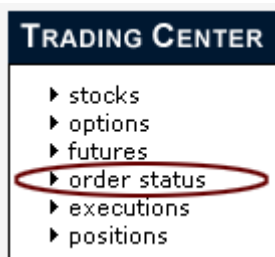 TRADING CENTER
stocks
options
futures
order status
executions
positions